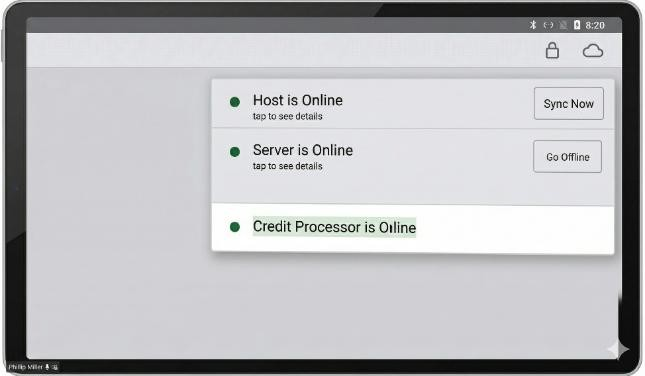 8:20
Host is Online
tap to see details
Sync Now
Server is Online
tap to see details
Go Offline
Credit Processor is Oılıne
Phillip Miller